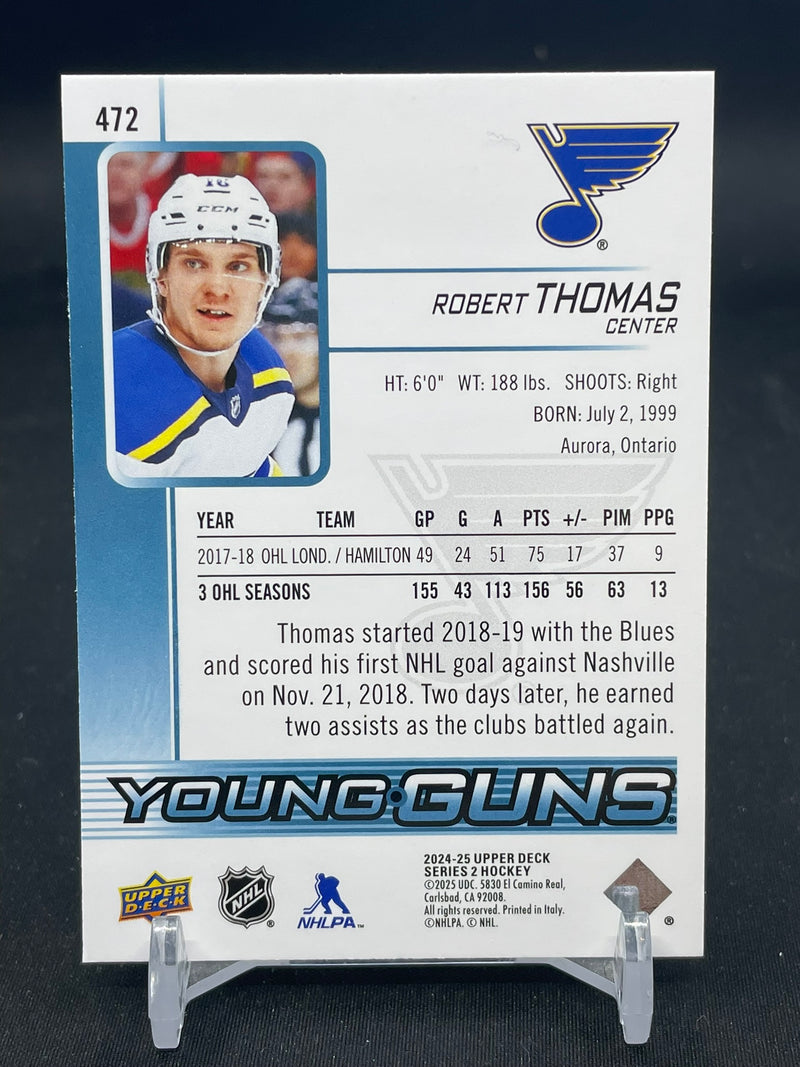 472
18
CCM
®
ROBERT THOMAS
CENTER
HT: 6'0" WT: 188 lbs. SHOOTS: Right
BORN: July 2, 1999
Aurora, Ontario
YEAR TEAM GP G A PTS +/- PIM PPG
2017-18 OHL LOND. / HAMILTON 49 24 51 75 17 37 9
3 OHL SEASONS 155 43 113 156 56 63 13
Thomas started 2018-19 with the Blues
and scored his first NHL goal against Nashville
on Nov. 21, 2018. Two days later, he earned
two assists as the clubs battled again.
YOUNG GUNS®
UPPER DECK
NHL ®
NHLPA™
2024-25 UPPER DECK
SERIES 2 HOCKEY
©2025 UDC. 5830 El Camino Real,
Carlsbad, CA 92008.
All rights reserved. Printed in Italy.
©NHLPA. © NHL.
®